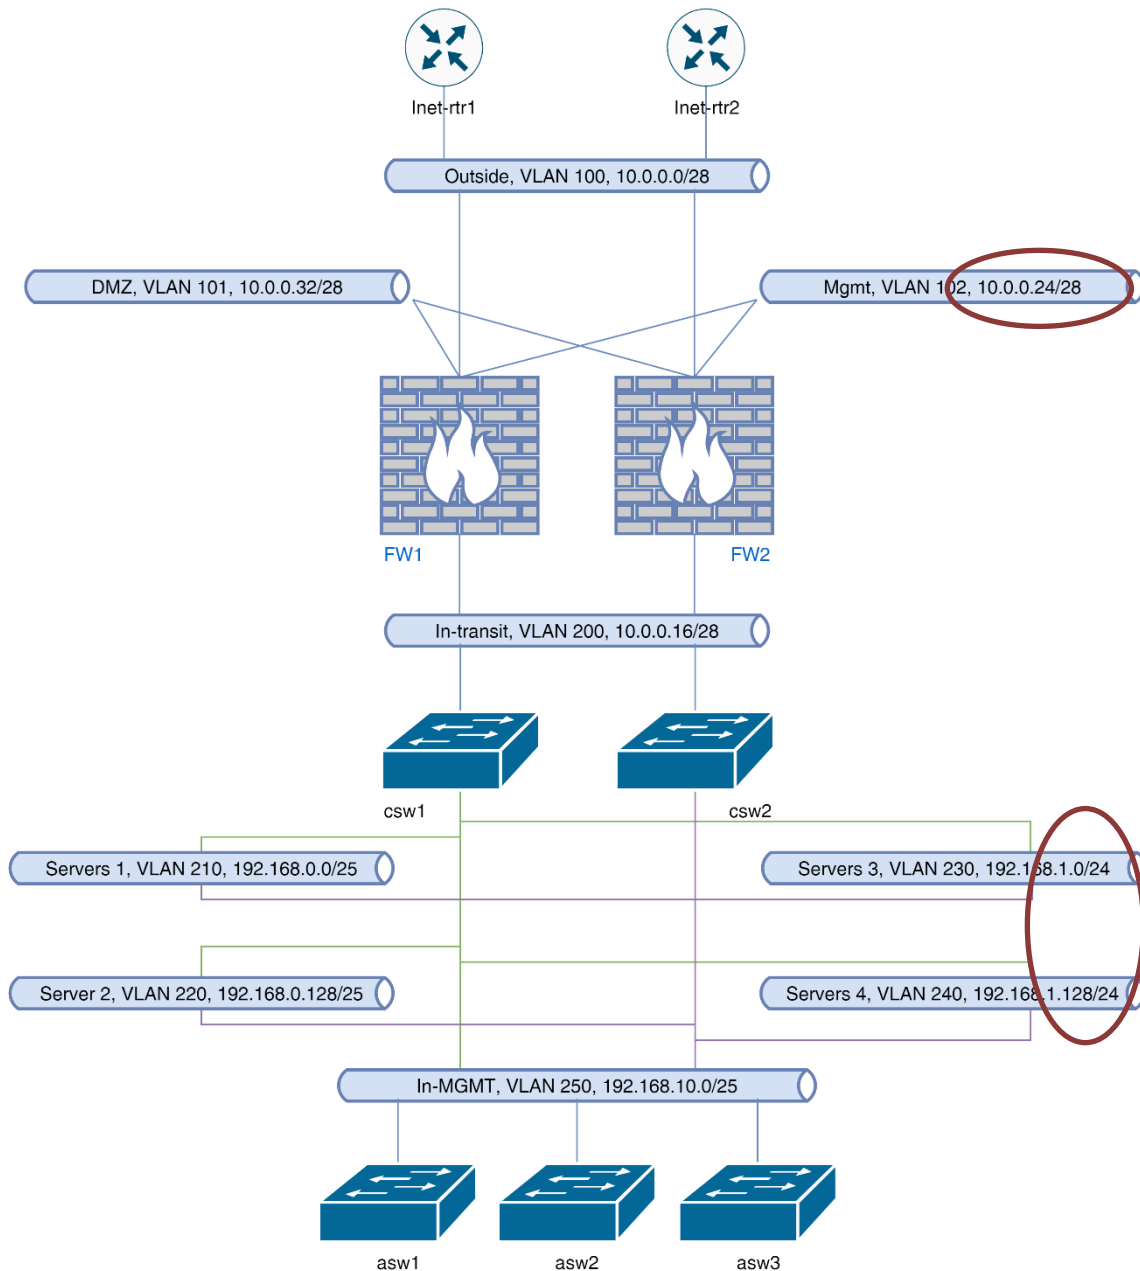 Inet-rtr1
Inet-rtr2
Outside, VLAN 100, 10.0.0.0/28
DMZ, VLAN 101, 10.0.0.32/28
Mgmt, VLAN 102, 10.0.0.24/28
FW1
FW2
In-transit, VLAN 200, 10.0.0.16/28
csw1
csw2
Servers 1, VLAN 210, 192.168.0.0/25
Servers 3, VLAN 230, 192.168.1.0/24
Server 2, VLAN 220, 192.168.0.128/25
Servers 4, VLAN 240, 192.168.1.128/24
In-MGMT, VLAN 250, 192.168.10.0/25
asw1
asw2
asw3